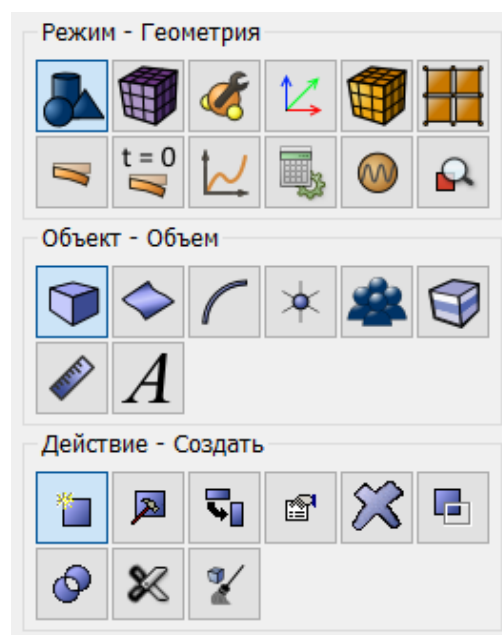 Режим - Геометрия
t = 0
Объект - Объем
A
Действие - Создать